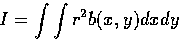 I = ∫ ∫ r²b(x, y)dxdy